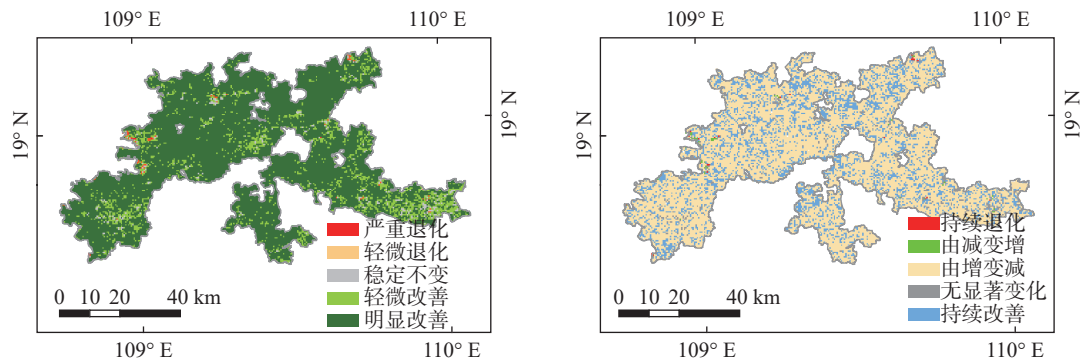 109° E
110° E
19° N
19° N
严重退化
轻微退化
稳定不变
轻微改善
明显改善
0 10 20 40 km
109° E
110° E
109° E
110° E
19° N
19° N
持续退化
由减变增
由增变减
无显著变化
持续改善
0 10 20 40 km
109° E
110° E